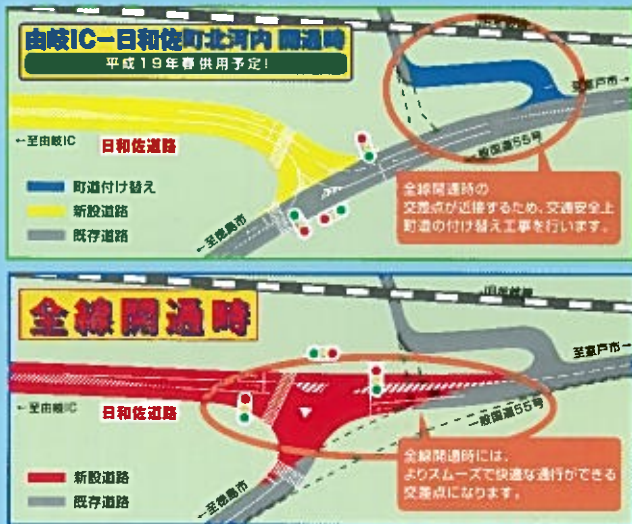 由岐IC−日和佐町北河内 開通時
平成19年春供用予定!
至室戸市→
←至由岐IC
日和佐道路
一般国道55号
町道付け替え
新設道路
既存道路
←至徳島市
全線開通時の
交差点が近接するため、交通安全上
町道の付け替え工事を行います。
全線開通時
至室戸市→
←至由岐IC
日和佐道路
一般国道55号
新設道路
既存道路
←至徳島市
全線開通時には、
よりスムーズで快適な通行ができる
交差点になります。